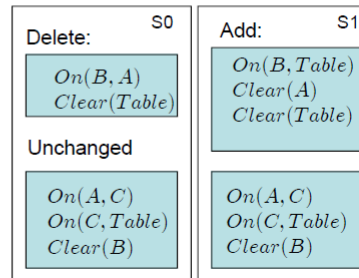 S0
Delete:
On(B, A)
Clear(Table)
Unchanged
On(A, C)
On(C, Table)
Clear(B)
S1
Add:
On(B, Table)
Clear(A)
Clear(Table)
On(A, C)
On(C, Table)
Clear(B)